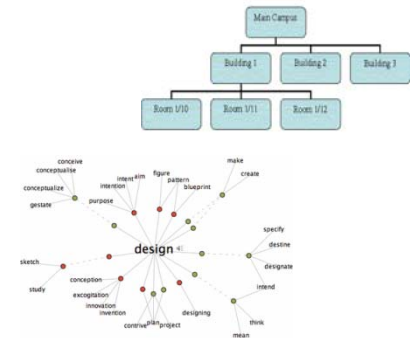 Main Campus
Building 1 Building 2 Building 3
Room 1/10 Room 1/11 Room 1/12
conceive
conceptualise
conceptualize
gestate
purpose
intention
intent
aim
figure
pattern
blueprint
make
create
design
specify
destine
designate
intend
think
mean
sketch
study
conception
excogitation
innovation
invention
contrive
plan
project
designing